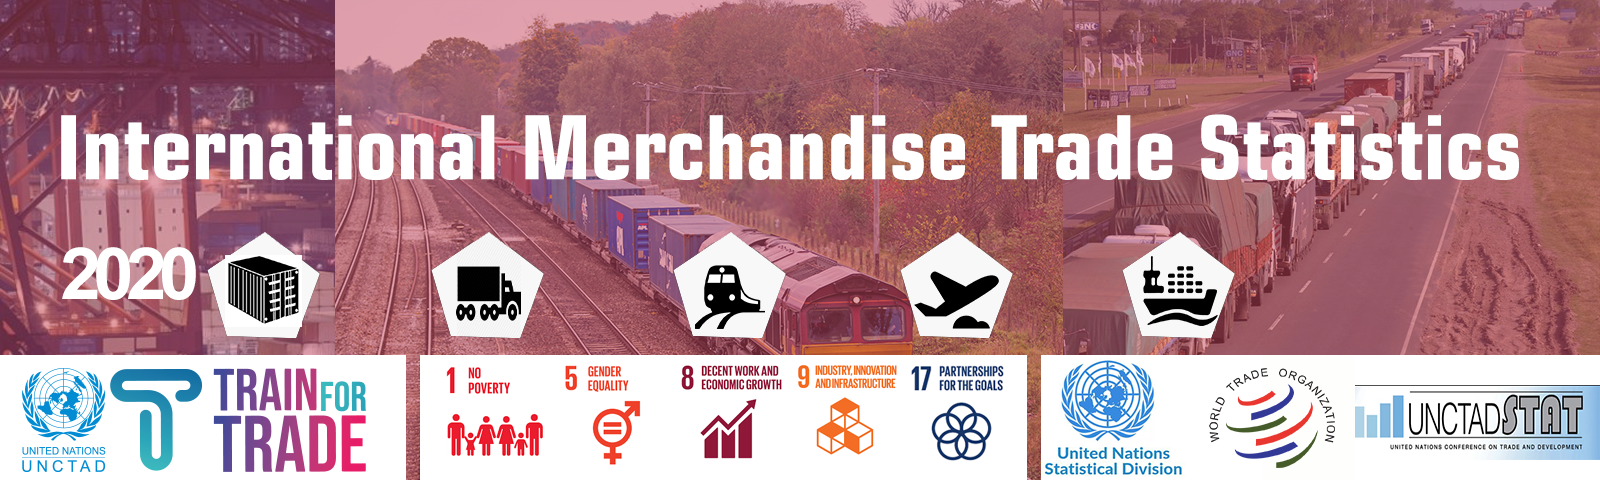 International Merchandise Trade Statistics
2020
UNITED NATIONS
UNCTAD
TRAIN FOR
TRADE
1 NO
POVERTY
5 GENDER
EQUALITY
8 DECENT WORK AND
ECONOMIC GROWTH
9 INDUSTRY, INNOVATION
AND INFRASTRUCTURE
17 PARTNERSHIPS
FOR THE GOALS
United Nations
Statistical Division
WORLD TRADE ORGANIZATION
UNCTADSTAT
UNITED NATIONS CONFERENCE ON TRADE AND DEVELOPMENT